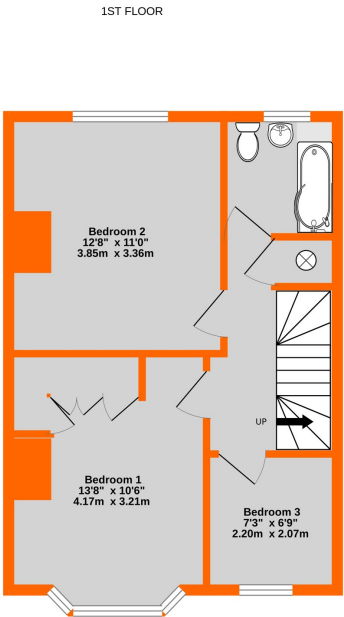 1ST FLOOR
Bedroom 2
12'8" x 11'0"
3.85m x 3.36m
UP
Bedroom 1
13'8" x 10'6"
4.17m x 3.21m
Bedroom 3
7'3" x 6'9"
2.20m x 2.07m